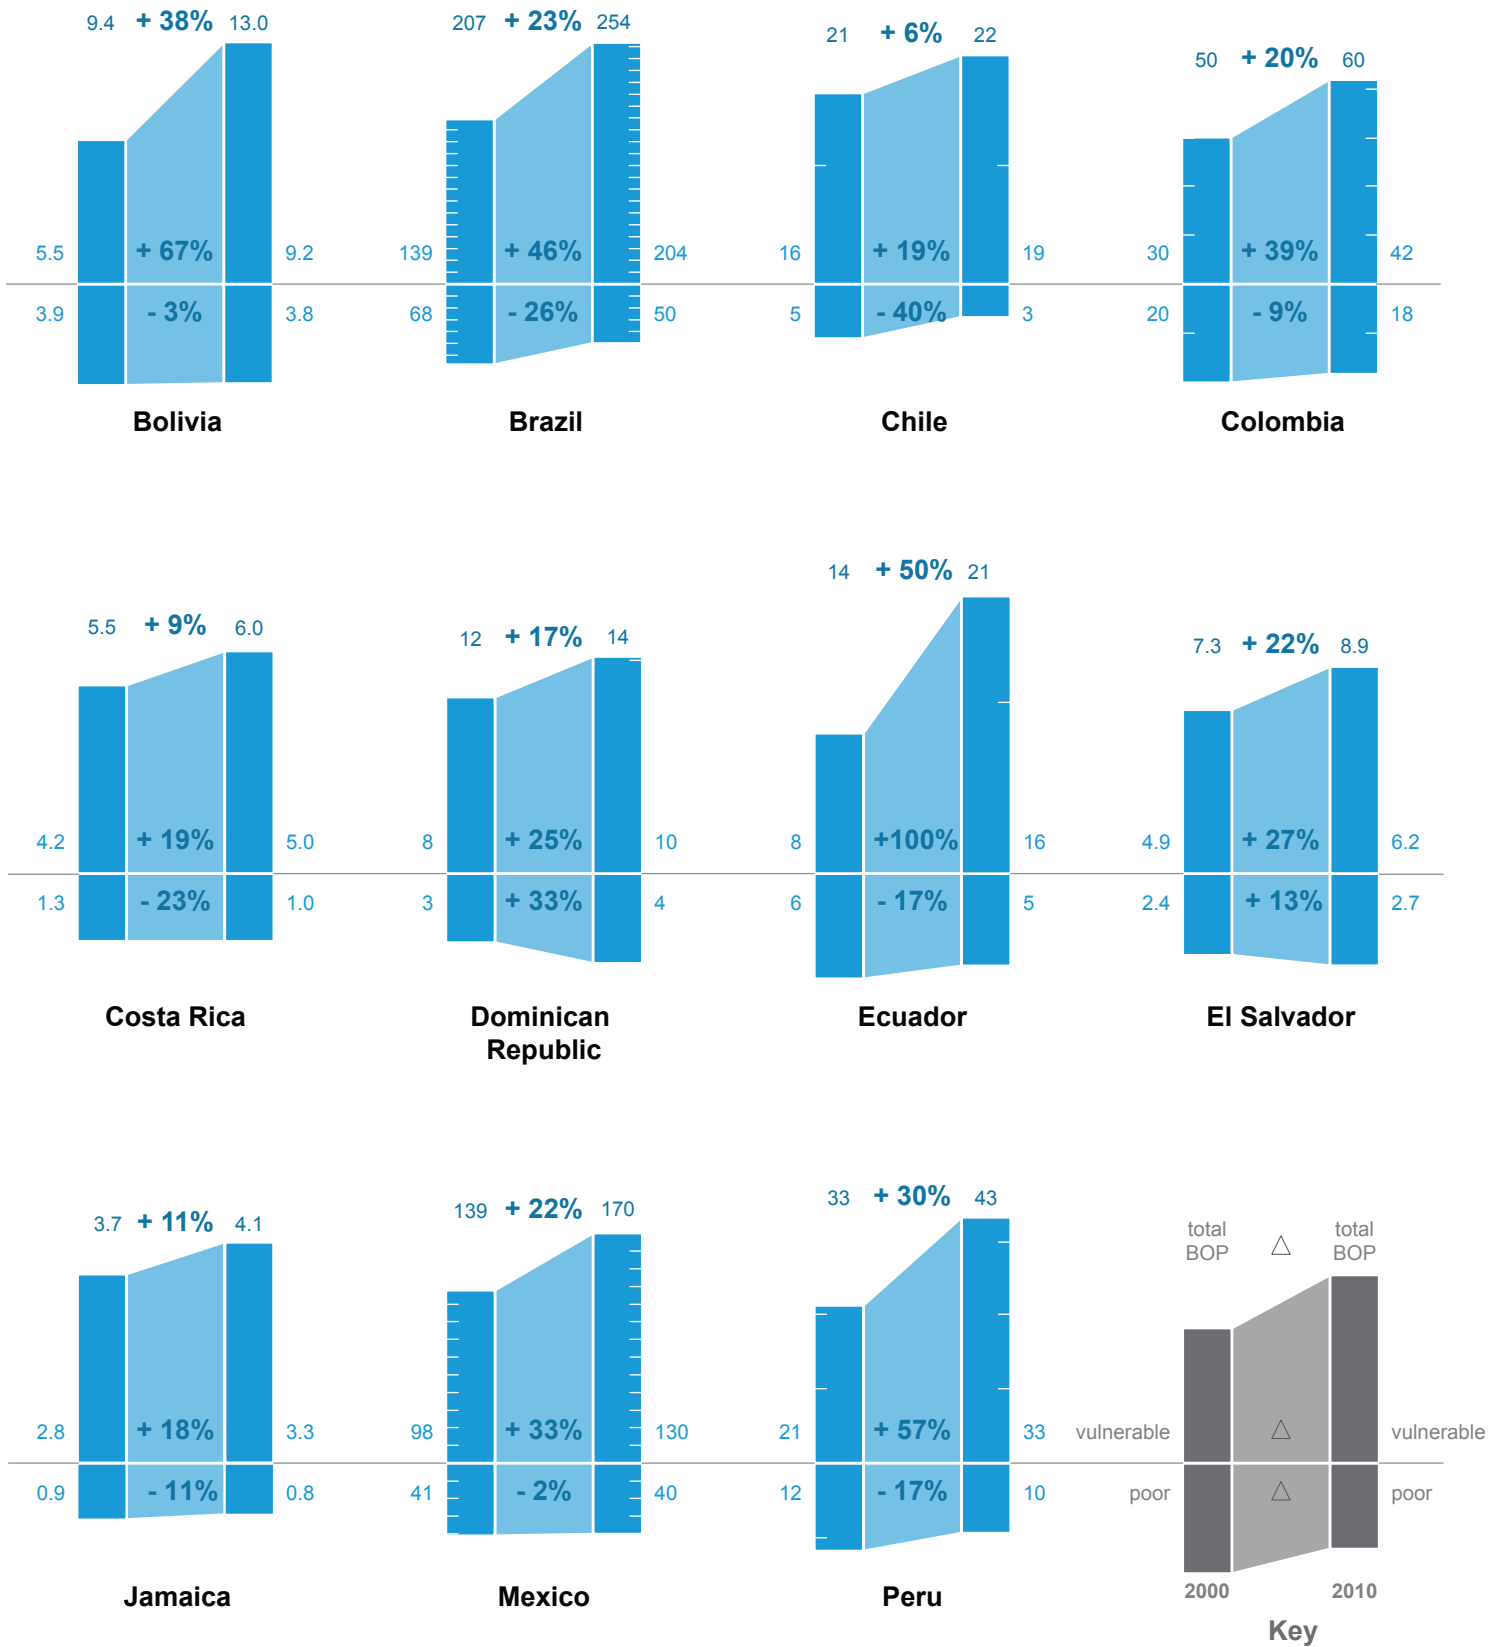 9.4 + 38% 13.0
207 + 23% 254
21 + 6% 22
50 + 20% 60
5.5 + 67% 9.2
139 + 46% 204
16 + 19% 19
30 + 39% 42
3.9 - 3% 3.8
68 - 26% 50
5 - 40% 3
20 - 9% 18
Bolivia
Brazil
Chile
Colombia
5.5 + 9% 6.0
12 + 17% 14
14 + 50% 21
7.3 + 22% 8.9
4.2 + 19% 5.0
8 + 25% 10
8 +100% 16
4.9 + 27% 6.2
1.3 - 23% 1.0
3 + 33% 4
6 - 17% 5
2.4 + 13% 2.7
Costa Rica
Dominican
Republic
Ecuador
El Salvador
3.7 + 11% 4.1
139 + 22% 170
33 + 30% 43
total
BOP
△
total
BOP
2.8 + 18% 3.3
98 + 33% 130
21 + 57% 33
vulnerable △ vulnerable
0.9 - 11% 0.8
41 - 2% 40
12 - 17% 10
poor △ poor
2000 2010
Jamaica
Mexico
Peru
Key